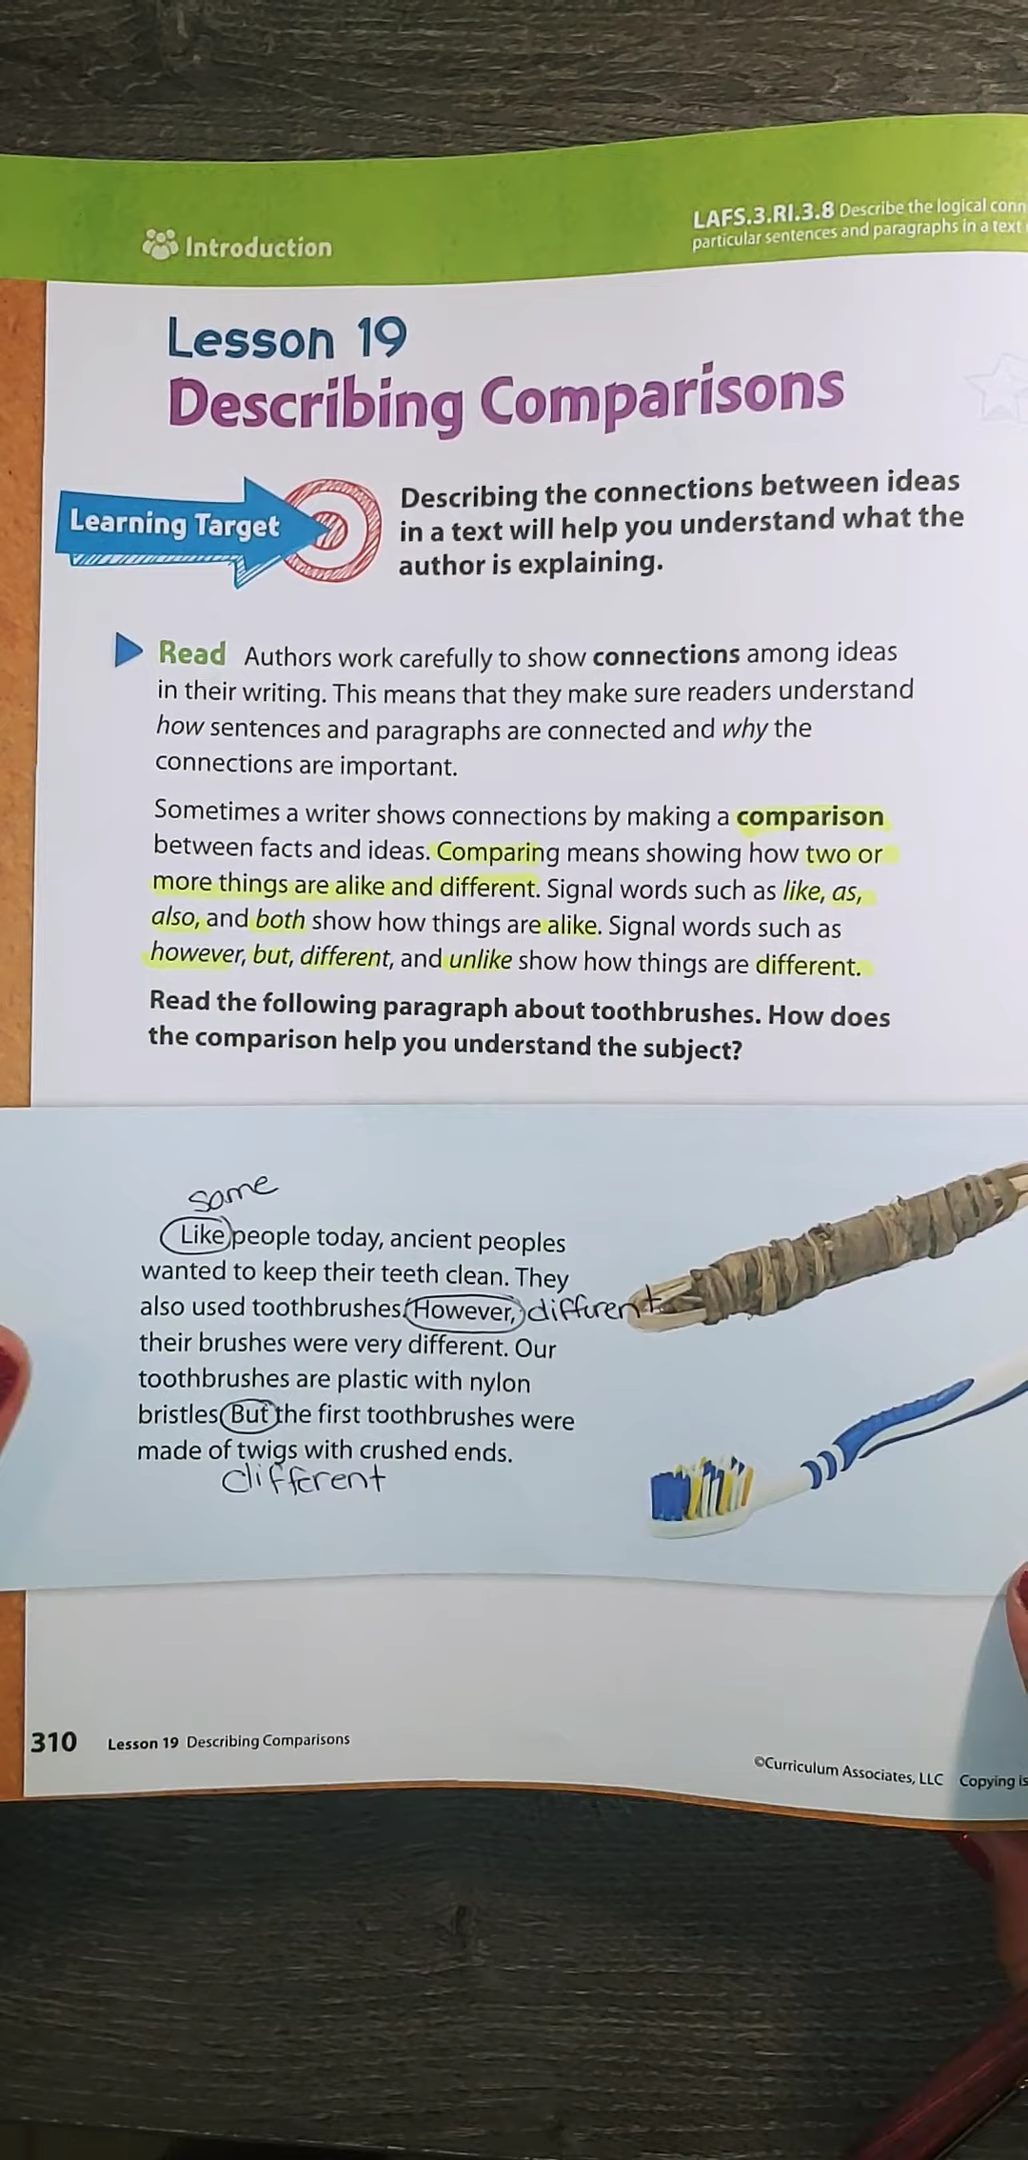 Introduction
LAFS.3.RI.3.8 Describe the logical conn
particular sentences and paragraphs in a text
Lesson 19
Describing Comparisons
Learning Target
Describing the connections between ideas
in a text will help you understand what the
author is explaining.
Read Authors work carefully to show connections among ideas
in their writing. This means that they make sure readers understand
how sentences and paragraphs are connected and why the
connections are important.
Sometimes a writer shows connections by making a comparison
between facts and ideas. Comparing means showing how two or
more things are alike and different. Signal words such as like, as,
also, and both show how things are alike. Signal words such as
however, but, different, and unlike show how things are different.
Read the following paragraph about toothbrushes. How does
the comparison help you understand the subject?
same
Like people today, ancient peoples
wanted to keep their teeth clean. They
also used toothbrushes. However, different
their brushes were very different. Our
toothbrushes are plastic with nylon
bristles. But the first toothbrushes were
made of twigs with crushed ends.
different
310 Lesson 19 Describing Comparisons
©Curriculum Associates, LLC Copying is